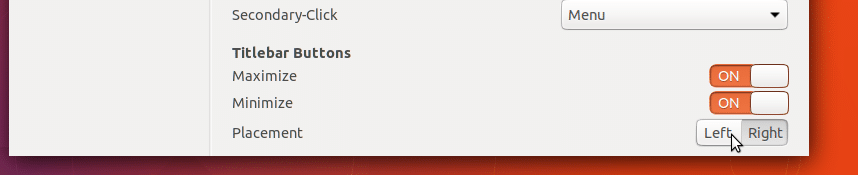 Secondary-Click Menu
Titlebar Buttons
Maximize ON
Minimize ON
Placement Left Right